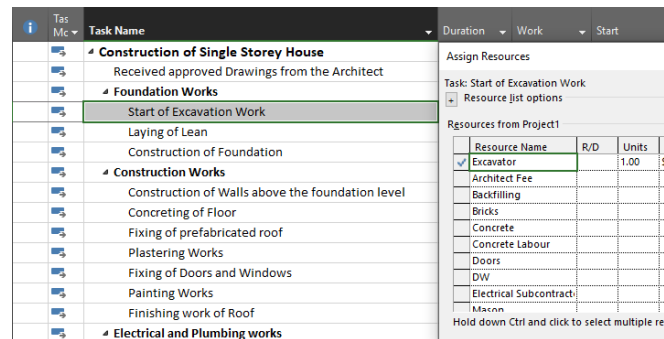 Tas
Mc
Task Name
Duration
Work
Start
Construction of Single Storey House
Received approved Drawings from the Architect
Foundation Works
Start of Excavation Work
Laying of Lean
Construction of Foundation
Construction Works
Construction of Walls above the foundation level
Concreting of Floor
Fixing of prefabricated roof
Plastering Works
Fixing of Doors and Windows
Painting Works
Finishing work of Roof
Electrical and Plumbing works
Assign Resources
Task: Start of Excavation Work
+ Resource list options
Resources from Project1
Resource Name R/D Units
Excavator 1.00
Architect Fee
Backfilling
Bricks
Concrete
Concrete Labour
Doors
DW
Electrical Subcontract
Mason
Hold down Ctrl and click to select multiple re